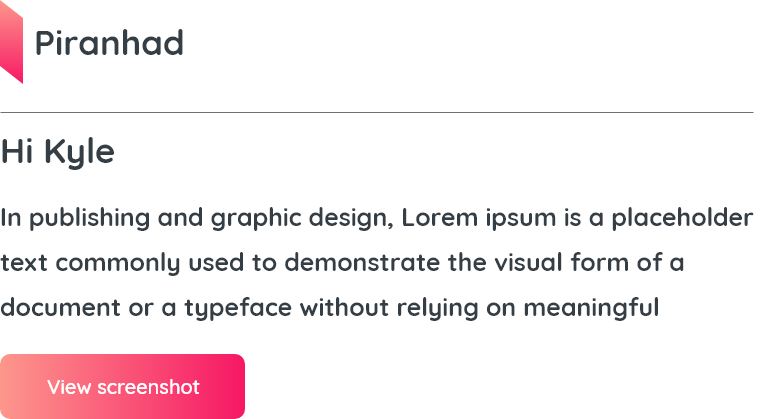 Piranhad
Hi Kyle
In publishing and graphic design, Lorem ipsum is a placeholder
text commonly used to demonstrate the visual form of a
document or a typeface without relying on meaningful
View screenshot